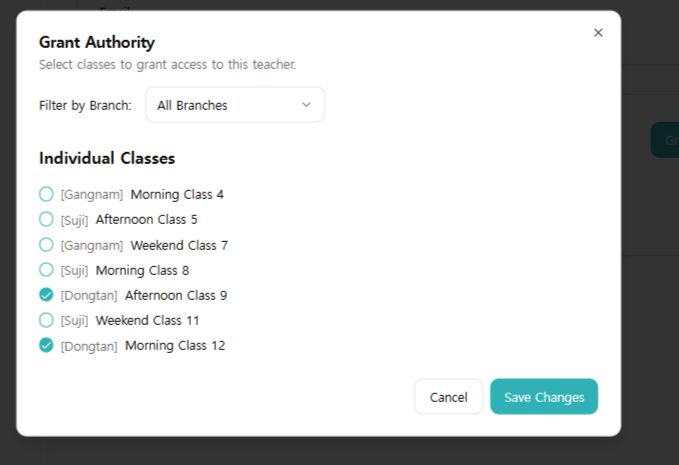 Grant Authority
Select classes to grant access to this teacher.
Filter by Branch: All Branches
Individual Classes
[Gangnam] Morning Class 4
[Suji] Afternoon Class 5
[Gangnam] Weekend Class 7
[Suji] Morning Class 8
[Dongtan] Afternoon Class 9
[Suji] Weekend Class 11
[Dongtan] Morning Class 12
Cancel Save Changes